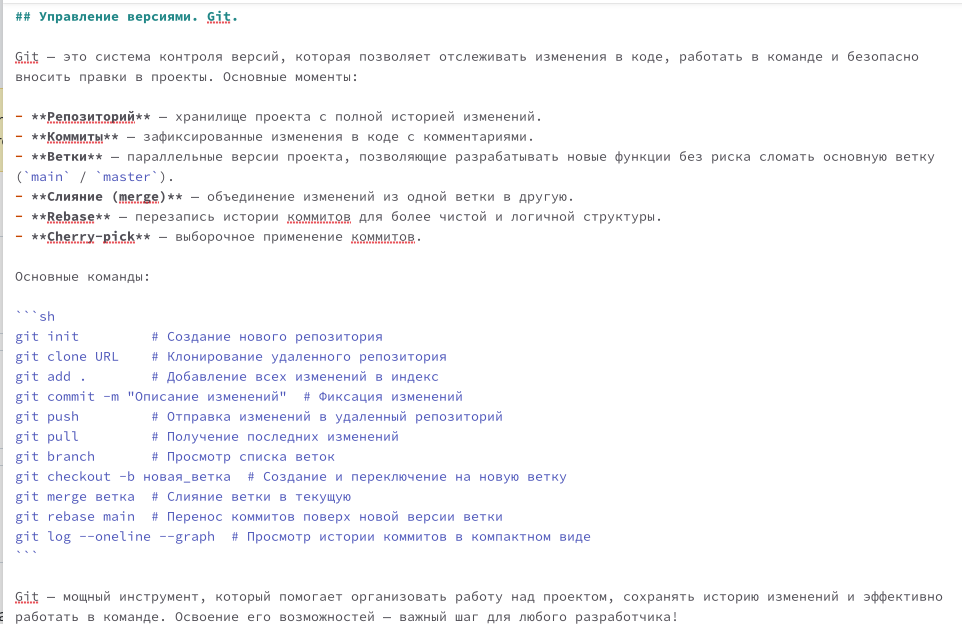 ## Управление версиями. Git.
Git — это система контроля версий, которая позволяет отслеживать изменения в коде, работать в команде и безопасно
вносить правки в проекты. Основные моменты:
- **Репозиторий** — хранилище проекта с полной историей изменений.
- **Коммиты** — зафиксированные изменения в коде с комментариями.
- **Ветки** — параллельные версии проекта, позволяющие разрабатывать новые функции без риска сломать основную ветку
(`main` / `master`).
- **Слияние (merge)** — объединение изменений из одной ветки в другую.
- **Rebase** — перезапись истории коммитов для более чистой и логичной структуры.
- **Cherry-pick** — выборочное применение коммитов.
Основные команды:
```sh
git init         # Создание нового репозитория
git clone URL    # Клонирование удаленного репозитория
git add .        # Добавление всех изменений в индекс
git commit -m "Описание изменений"  # Фиксация изменений
git push         # Отправка изменений в удаленный репозиторий
git pull         # Получение последних изменений
git branch       # Просмотр списка веток
git checkout -b новая_ветка  # Создание и переключение на новую ветку
git merge ветка  # Слияние ветки в текущую
git rebase main  # Перенос коммитов поверх новой версии ветки
git log --oneline --graph  # Просмотр истории коммитов в компактном виде
```
Git — мощный инструмент, который помогает организовать работу над проектом, сохранять историю изменений и эффективно
работать в команде. Освоение его возможностей — важный шаг для любого разработчика!